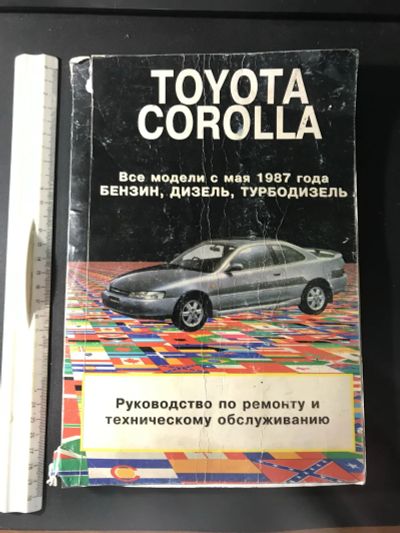 TOYOTA
COROLLA
Все модели с мая 1987 года
БЕНЗИН, ДИЗЕЛЬ, ТУРБОДИЗЕЛЬ
Руководство по ремонту и
техническому обслуживанию